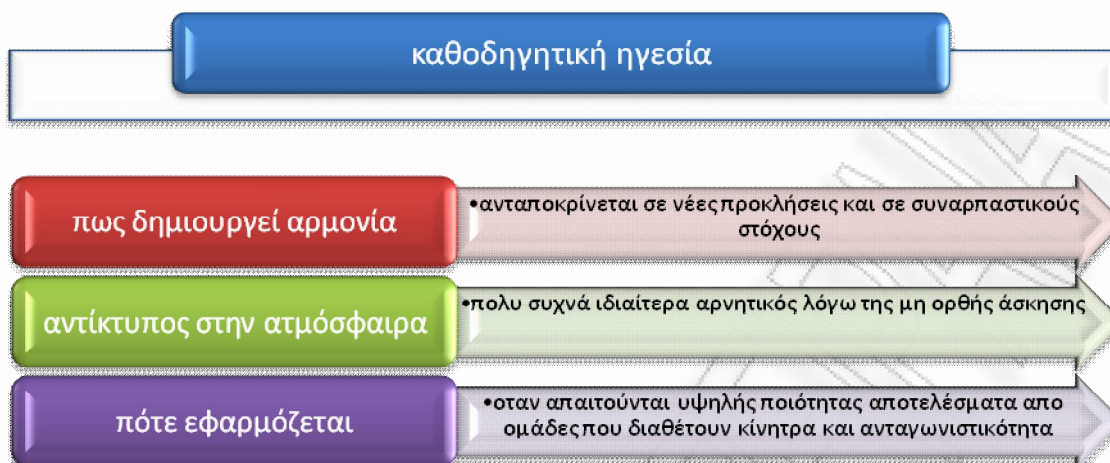 καθοδηγητική ηγεσία
πως δημιουργεί αρμονία
•ανταποκρίνεται σε νέες προκλήσεις και σε συναρπαστικούς
στόχους
αντίκτυπος στην ατμόσφαιρα
•πολυ συχνά ιδιαίτερα αρνητικός λόγω της μη ορθής άσκησης
πότε εφαρμόζεται
•οταν απαιτούνται υψηλής ποιότητας αποτελέσματα απο
ομάδες που διαθέτουν κίνητρα και ανταγωνιστικότητα